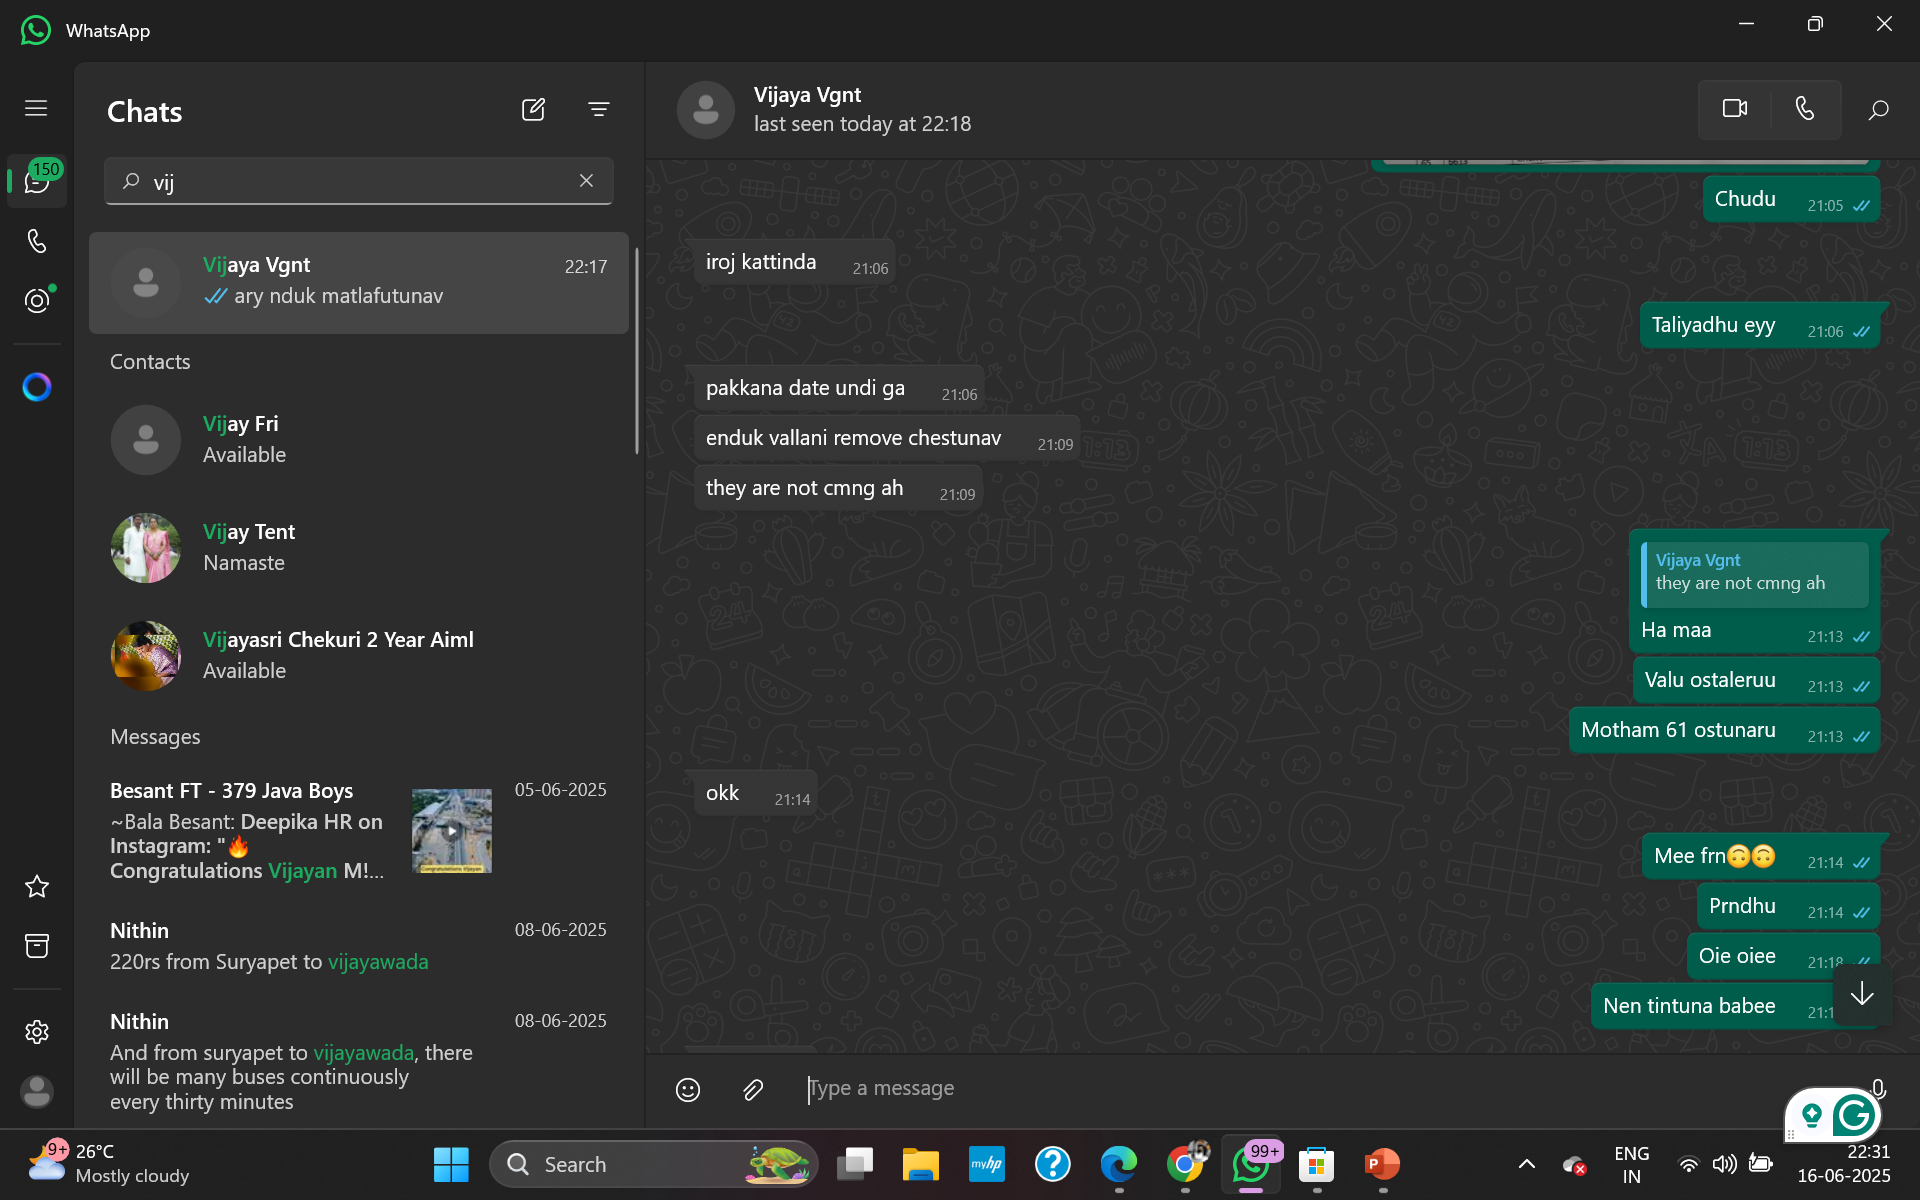 WhatsApp
Chats
150
vij
Vijaya Vgnt
22:17
ary nduk matlafutunav
Contacts
Vijay Fri
Available
Vijay Tent
Namaste
Vijayasri Chekuri 2 Year Aiml
Available
Messages
Besant FT - 379 Java Boys
05-06-2025
~Bala Besant: Deepika HR on
Instagram: "🔥
Congratulations Vijayan M!...
Nithin
08-06-2025
220rs from Suryapet to vijayawada
Nithin
08-06-2025
And from suryapet to vijayawada, there
will be many buses continuously
every thirty minutes
Vijaya Vgnt
last seen today at 22:18
Chudu 21:05
iroj kattinda 21:06
Taliyadhu eyy 21:06
pakkana date undi ga 21:06
enduk vallani remove chestunav 21:09
they are not cmng ah 21:09
Vijaya Vgnt
they are not cmng ah
Ha maa 21:13
Valu ostaleruu 21:13
Motham 61 ostunaru 21:13
okk 21:14
Mee frn🙃🙃 21:14
Prndhu 21:14
Oie oiee 21:18
Nen tintuna babee
Type a message
9+
26°C
Mostly cloudy
Search
myhp
99+
ENG
IN
22:31
16-06-2025